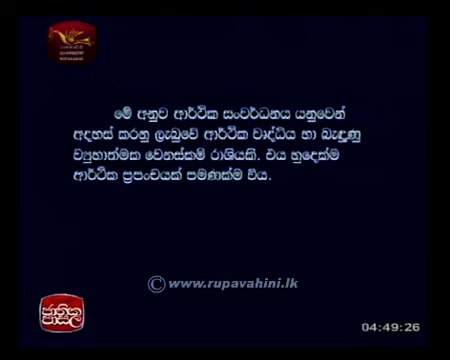 මේ අනුව ආර්ථික සංවර්ධනය යනුවෙන්
අදහස් කරනු ලැබුවේ ආර්ථික වෘද්ධිය හා බැඳුණු
ව්‍යුහාත්මක වෙනස්කම් රාශියකි. එය හුදෙක්ම
ආර්ථික ප්‍රපංචයක් පමණක්ම විය.
© www.rupavahini.lk
ජාතික
පාසල
04:49:26